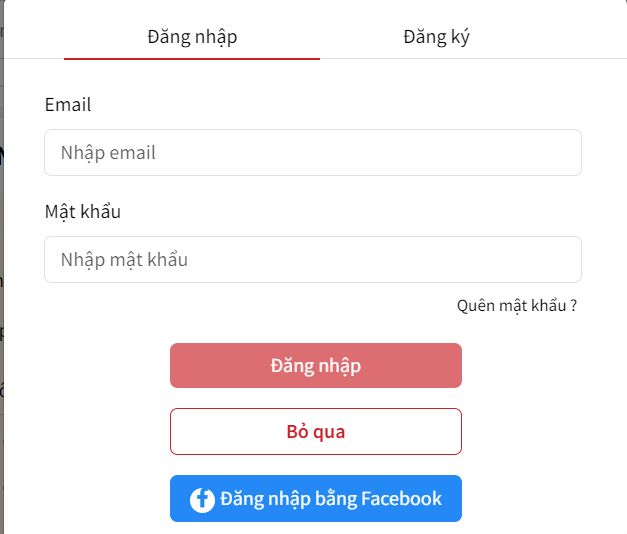 Đăng nhập Đăng ký
Email
Nhập email
Mật khẩu
Nhập mật khẩu
Quên mật khẩu ?
Đăng nhập
Bỏ qua
Đăng nhập bằng Facebook